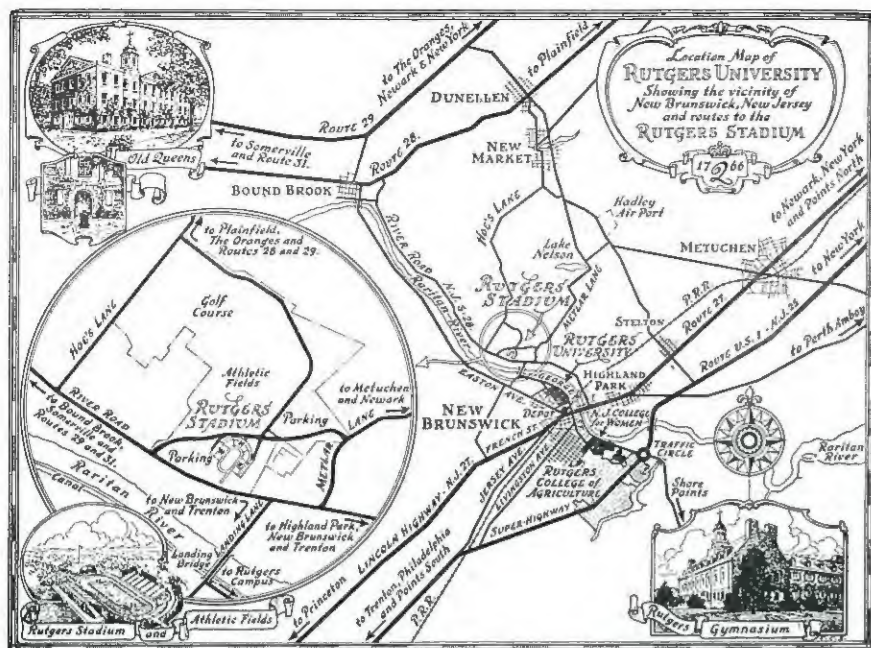 Location Map of
RUTGERS UNIVERSITY
Showing the vicinity of
New Brunswick, New Jersey
and routes to the
RUTGERS STADIUM
17 2 66
Old Queens
to The Oranges,
Newark & New York
to Plainfield
DUNELLEN
ROUTE 29
to Somerville
and Route 31.
ROUTE 28.
NEW
MARKET
BOUND BROOK
HOG'S LANE
Hadley
Air Port
to Newark, New York
and Points North
METUCHEN
to New York
Lake
Nelson
RIVER ROAD
N.J. S-28.
Raritan River
RUTGERS
STADIUM
METLAR LANE
P.R.R.
ROUTE 27.
STELTON
ROUTE U.S. 1 - N.J. 25
to Perth Amboy
RUTGERS
UNIVERSITY
GEORGE
HIGHLAND
PARK
EASTON
AVE.
DEPOT
NEW
BRUNSWICK
N.J. COLLEGE
for WOMEN
FRENCH ST.
TRAFFIC
CIRCLE
Raritan
River
JERSEY AVE.
LIVINGSTON AVE.
RUTGERS
COLLEGE of
AGRICULTURE
SUPER-HIGHWAY
Shore
Points
LINCOLN HIGHWAY - N.J. 27.
to Princeton
to Trenton, Philadelphia
and Points South
P.R.R.
to Plainfield,
The Oranges and
Routes 28 and 29.
HOG'S LANE
Golf
Course
Athletic
Fields
RUTGERS
STADIUM
Parking
to Metuchen
and Newark
METLAR LANE
RIVER ROAD
to Bound Brook,
Somerville and
Routes 29 and 31.
Parking
Raritan
River
Canal
to New Brunswick
and Trenton
LANDING LANE
to Highland Park,
New Brunswick
and Trenton
Landing
Bridge
to Rutgers
Campus
Rutgers Stadium and Athletic Fields
Rutgers Gymnasium